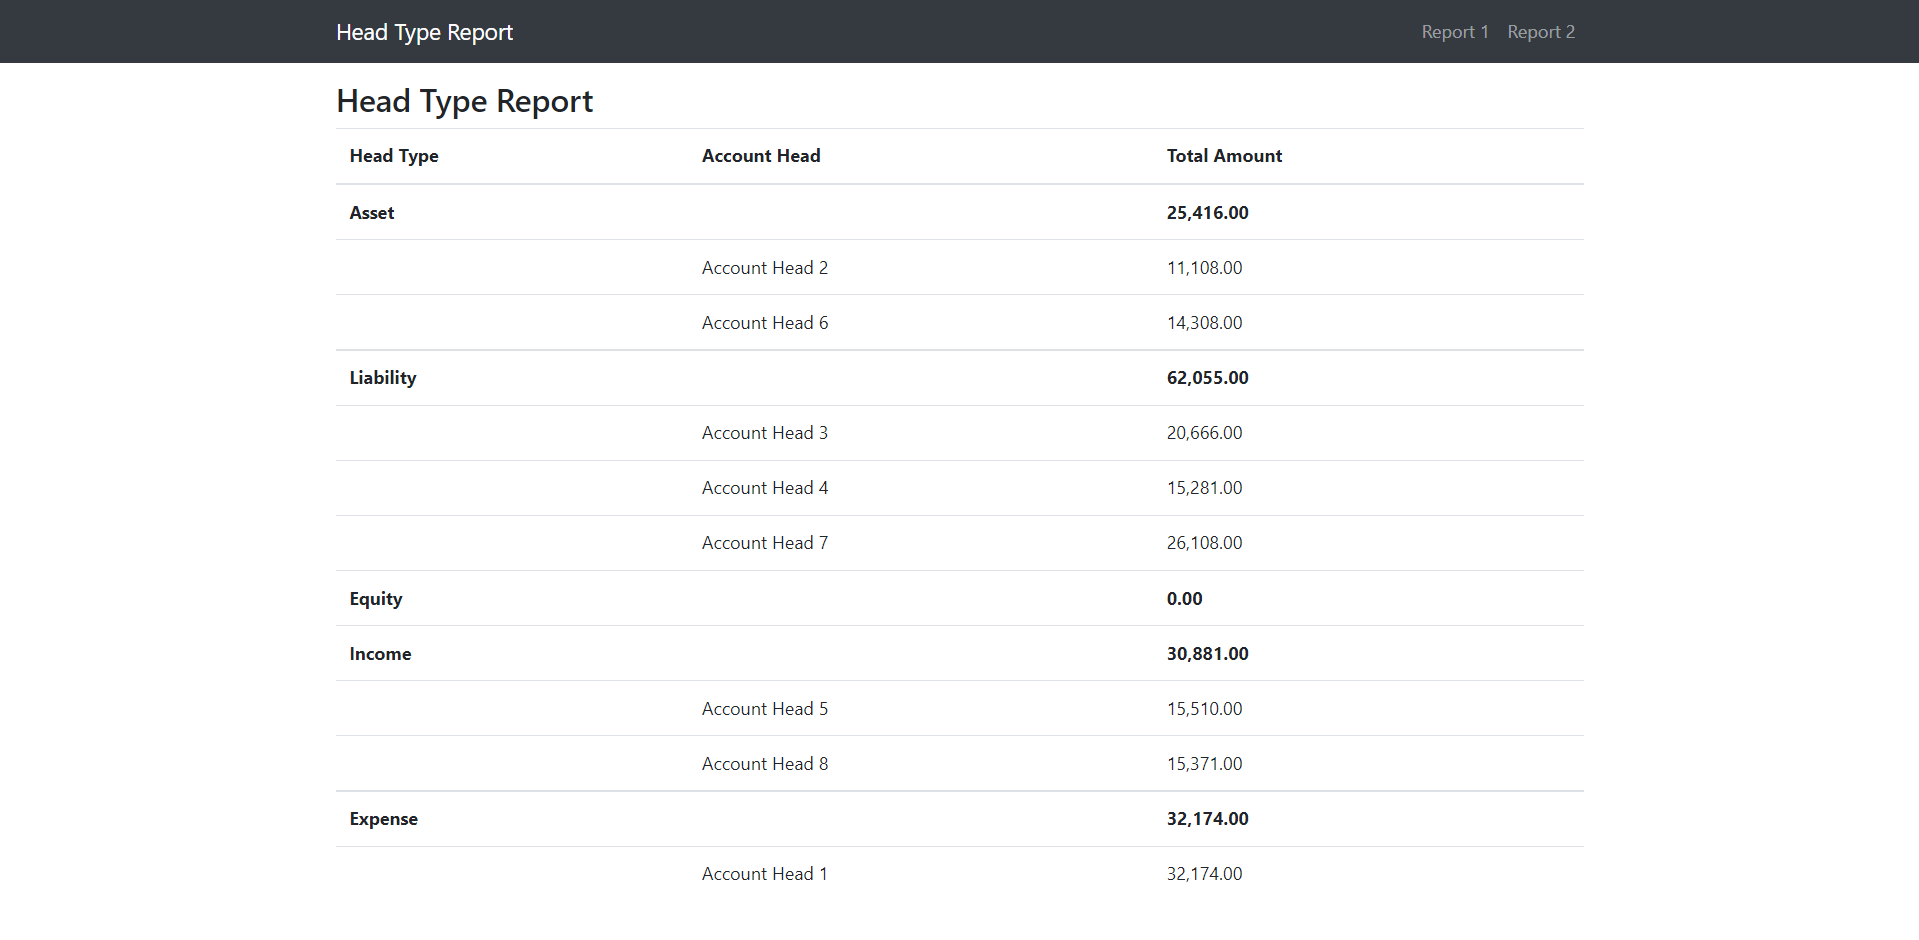 Head Type Report Report 1 Report 2
Head Type Report
Head Type Account Head Total Amount
Asset 25,416.00
Account Head 2 11,108.00
Account Head 6 14,308.00
Liability 62,055.00
Account Head 3 20,666.00
Account Head 4 15,281.00
Account Head 7 26,108.00
Equity 0.00
Income 30,881.00
Account Head 5 15,510.00
Account Head 8 15,371.00
Expense 32,174.00
Account Head 1 32,174.00